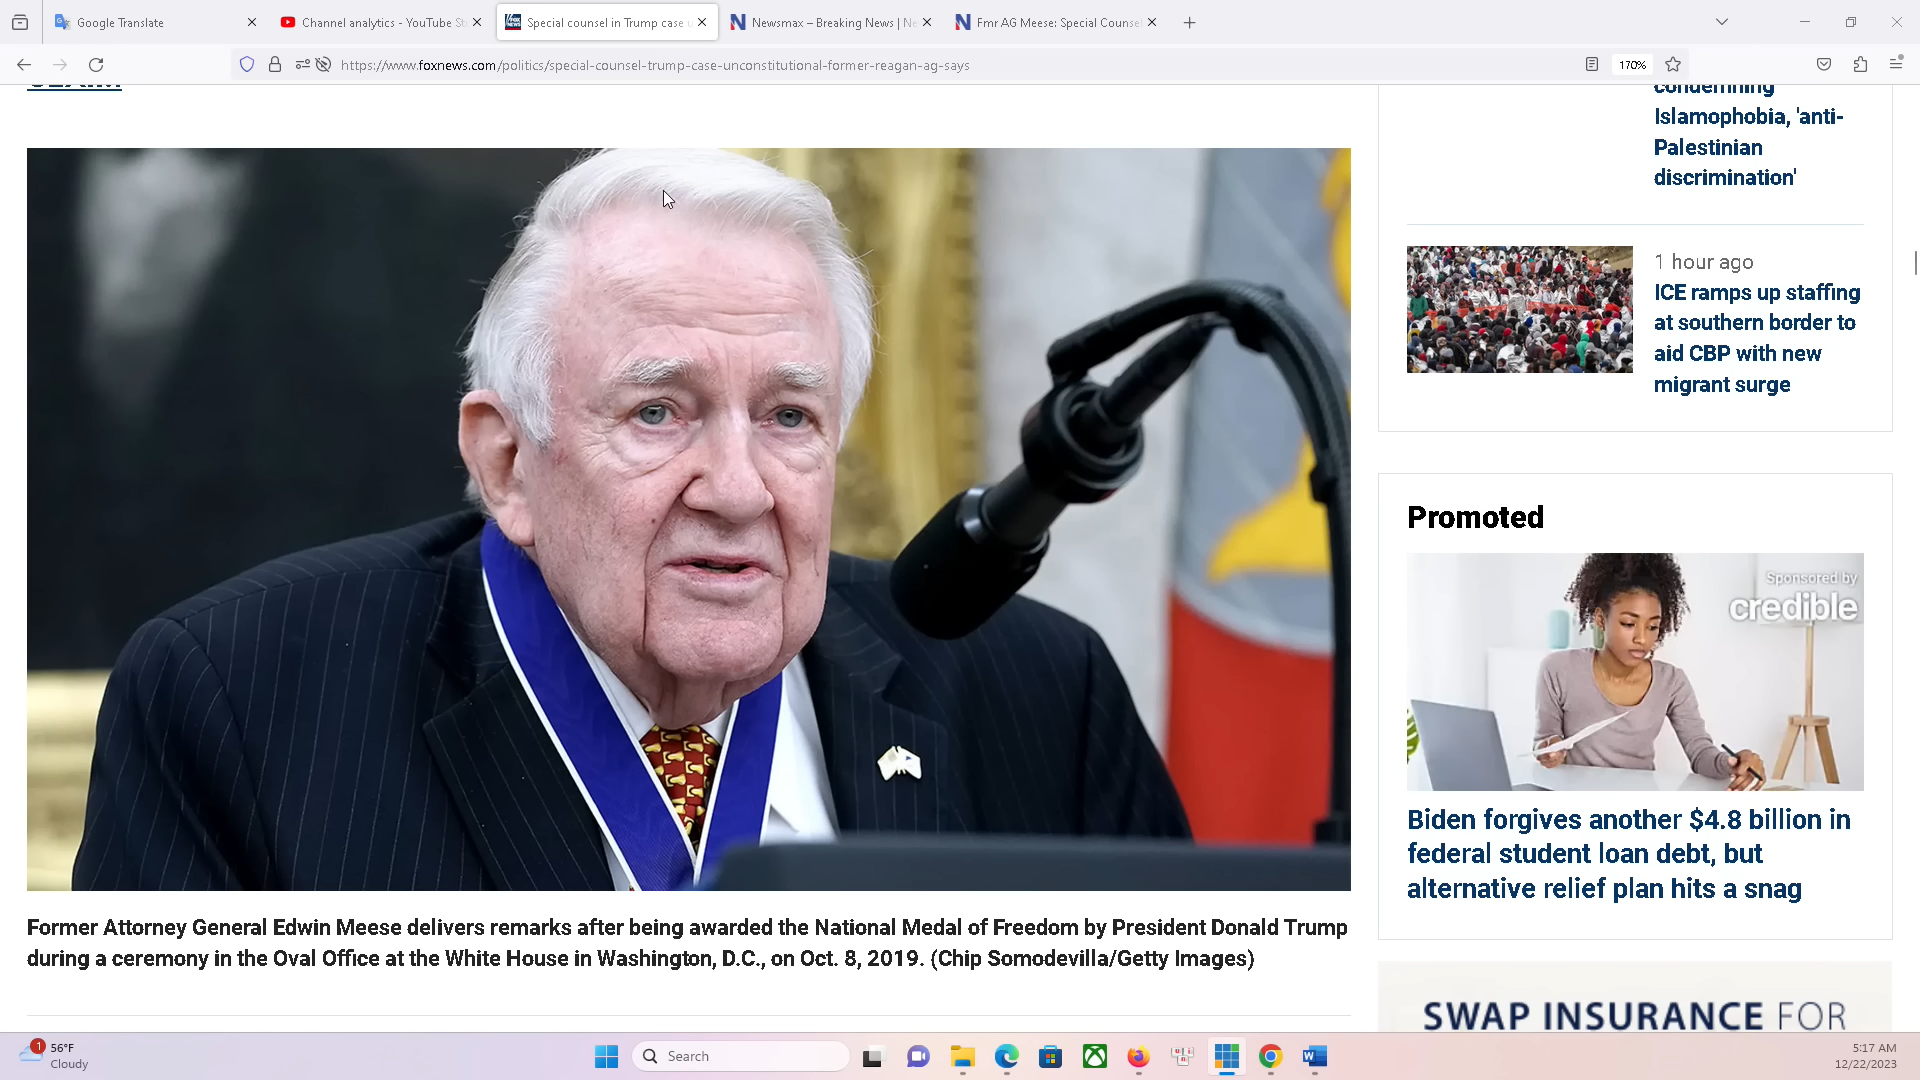 Google Translate
Channel analytics - YouTube St
Special counsel in Trump case u
Newsmax – Breaking News | Ne
Fmr AG Meese: Special Counsel
https://www.foxnews.com/politics/special-counsel-trump-case-unconstitutional-former-reagan-ag-says
170%
condemning
Islamophobia, 'anti-
Palestinian
discrimination'
1 hour ago
ICE ramps up staffing
at southern border to
aid CBP with new
migrant surge
Promoted
Sponsored by
credible
Biden forgives another $4.8 billion in
federal student loan debt, but
alternative relief plan hits a snag
Former Attorney General Edwin Meese delivers remarks after being awarded the National Medal of Freedom by President Donald Trump
during a ceremony in the Oval Office at the White House in Washington, D.C., on Oct. 8, 2019. (Chip Somodevilla/Getty Images)
SWAP INSURANCE FOR
1
56°F
Cloudy
Search
5:17 AM
12/22/2023